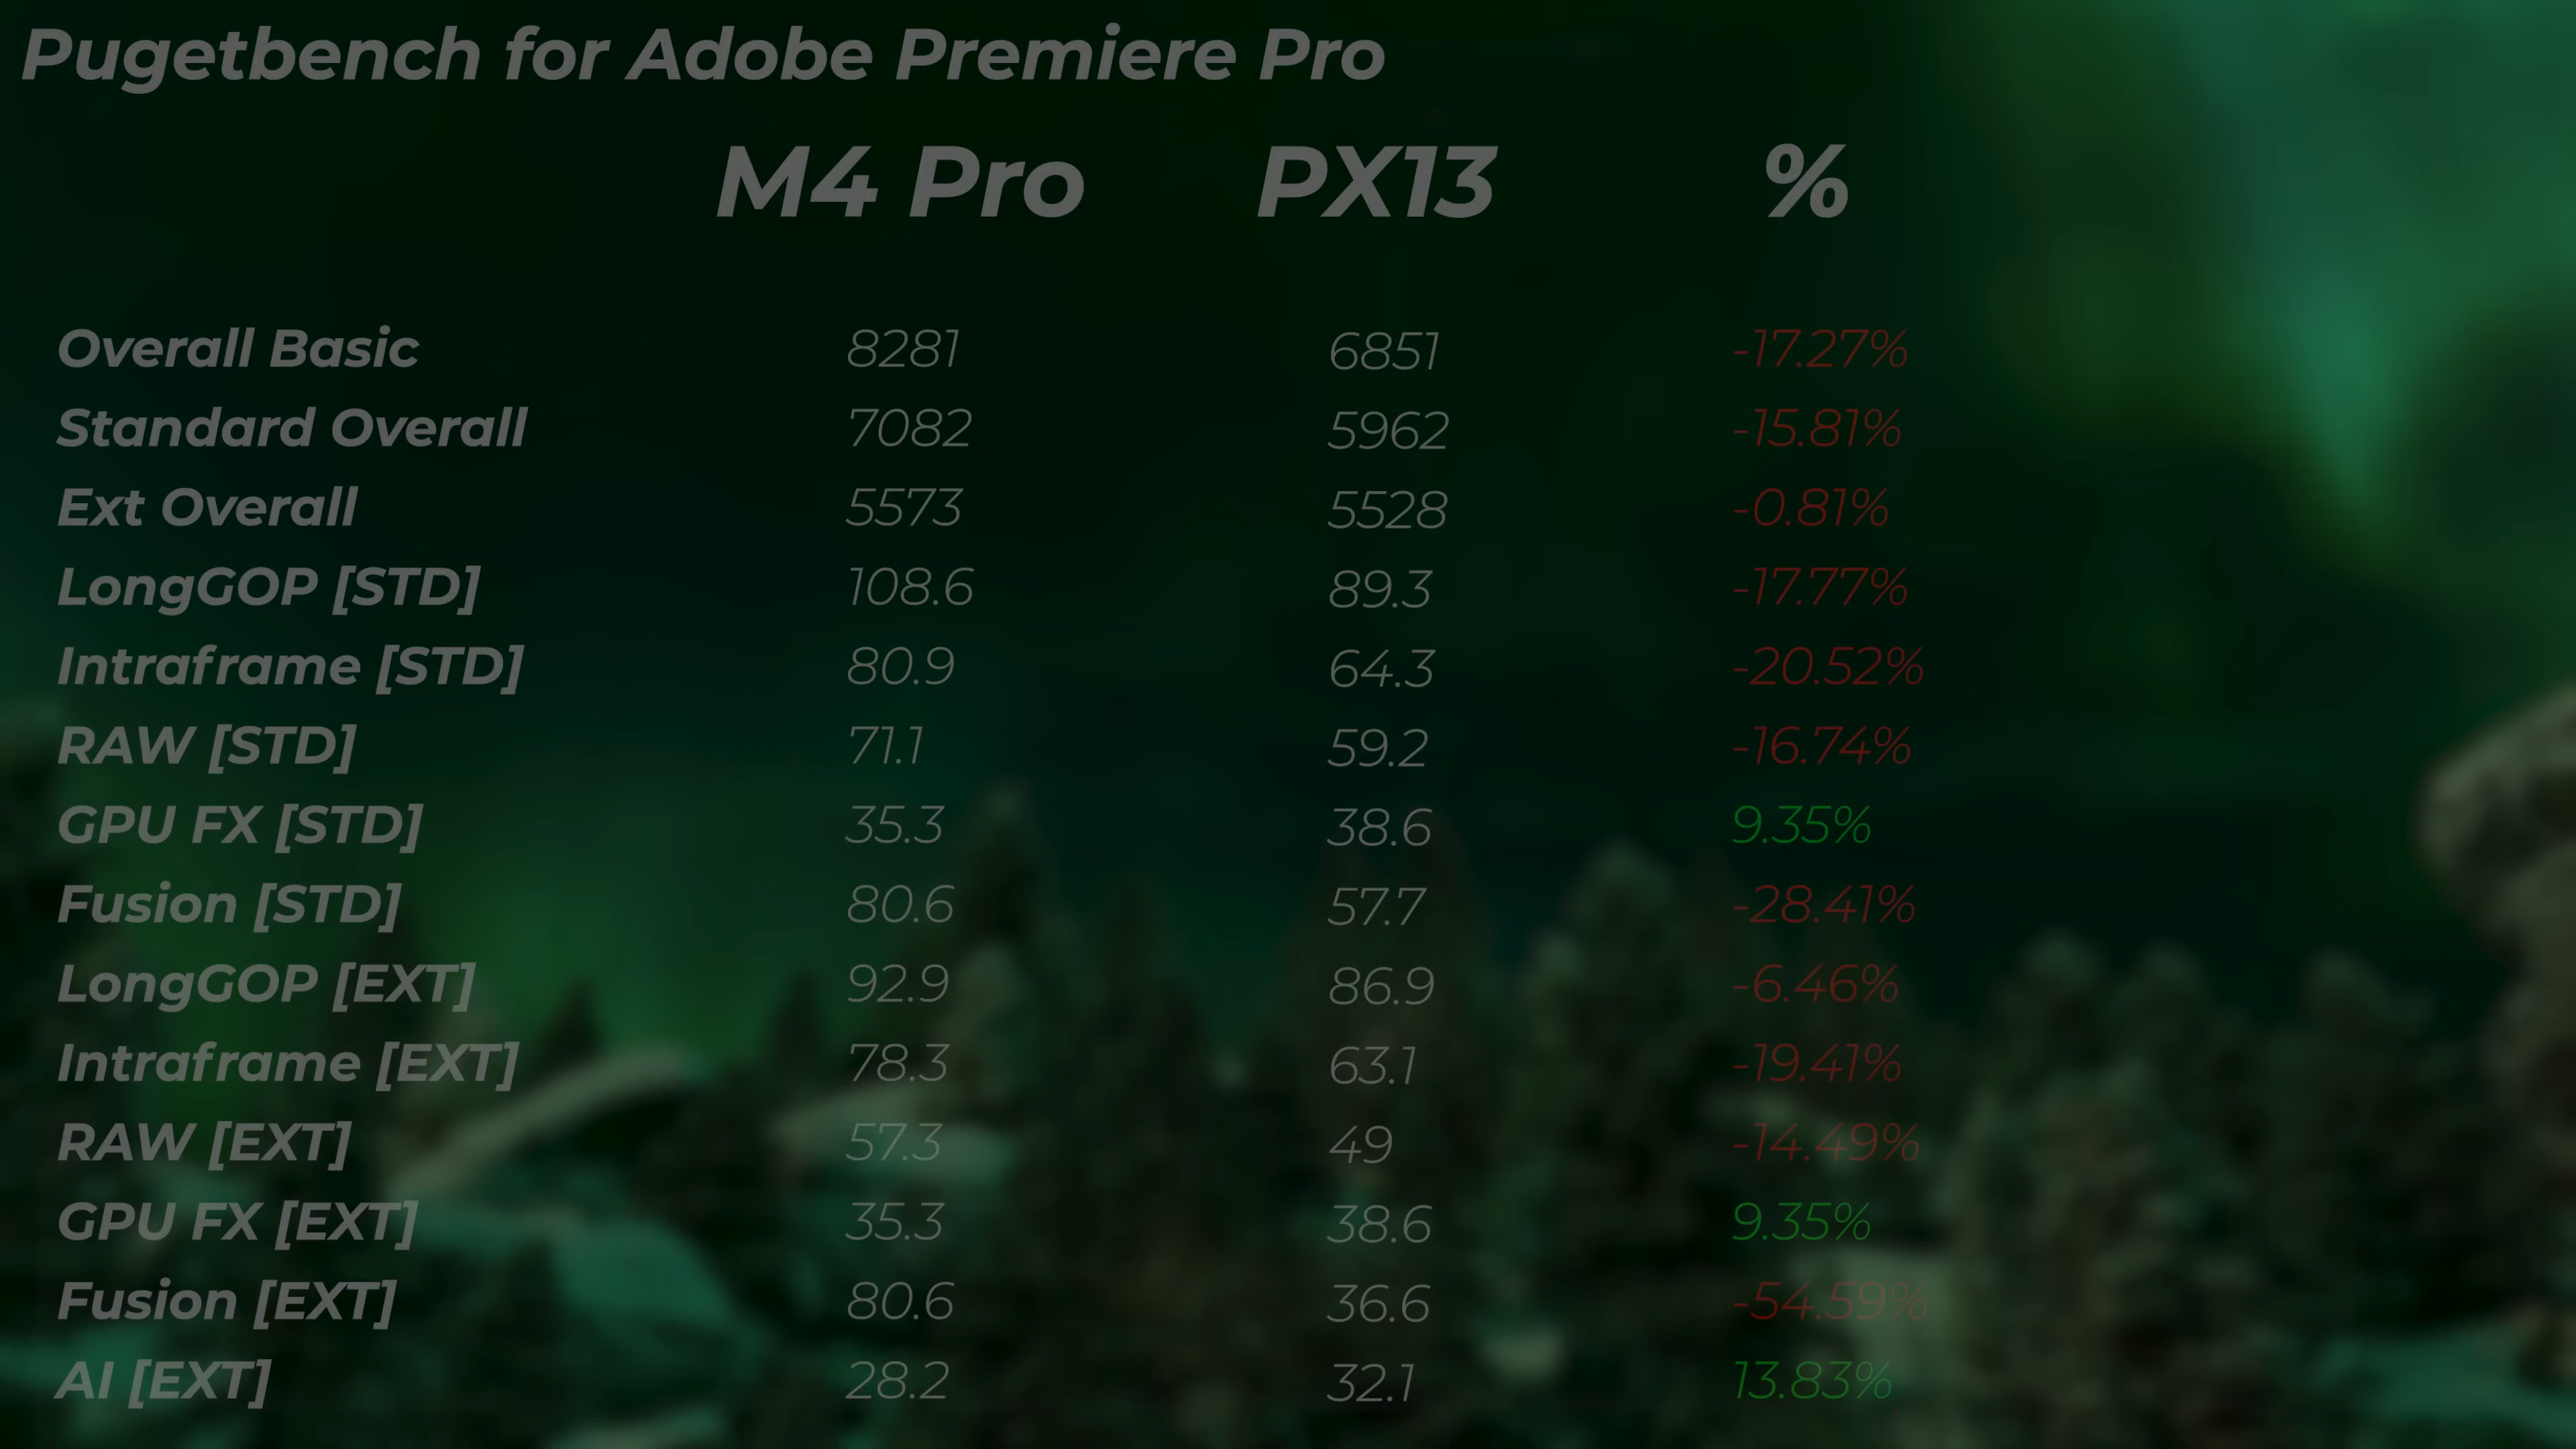 Pugetbench for Adobe Premiere Pro
M4 Pro PX13 %
Overall Basic 8281 6851 -17.27%
Standard Overall 7082 5962 -15.81%
Ext Overall 5573 5528 -0.81%
LongGOP [STD] 108.6 89.3 -17.77%
Intraframe [STD] 80.9 64.3 -20.52%
RAW [STD] 71.1 59.2 -16.74%
GPU FX [STD] 35.3 38.6 9.35%
Fusion [STD] 80.6 57.7 -28.41%
LongGOP [EXT] 92.9 86.9 -6.46%
Intraframe [EXT] 78.3 63.1 -19.41%
RAW [EXT] 57.3 49 -14.49%
GPU FX [EXT] 35.3 38.6 9.35%
Fusion [EXT] 80.6 36.6 -54.59%
AI [EXT] 28.2 32.1 13.83%